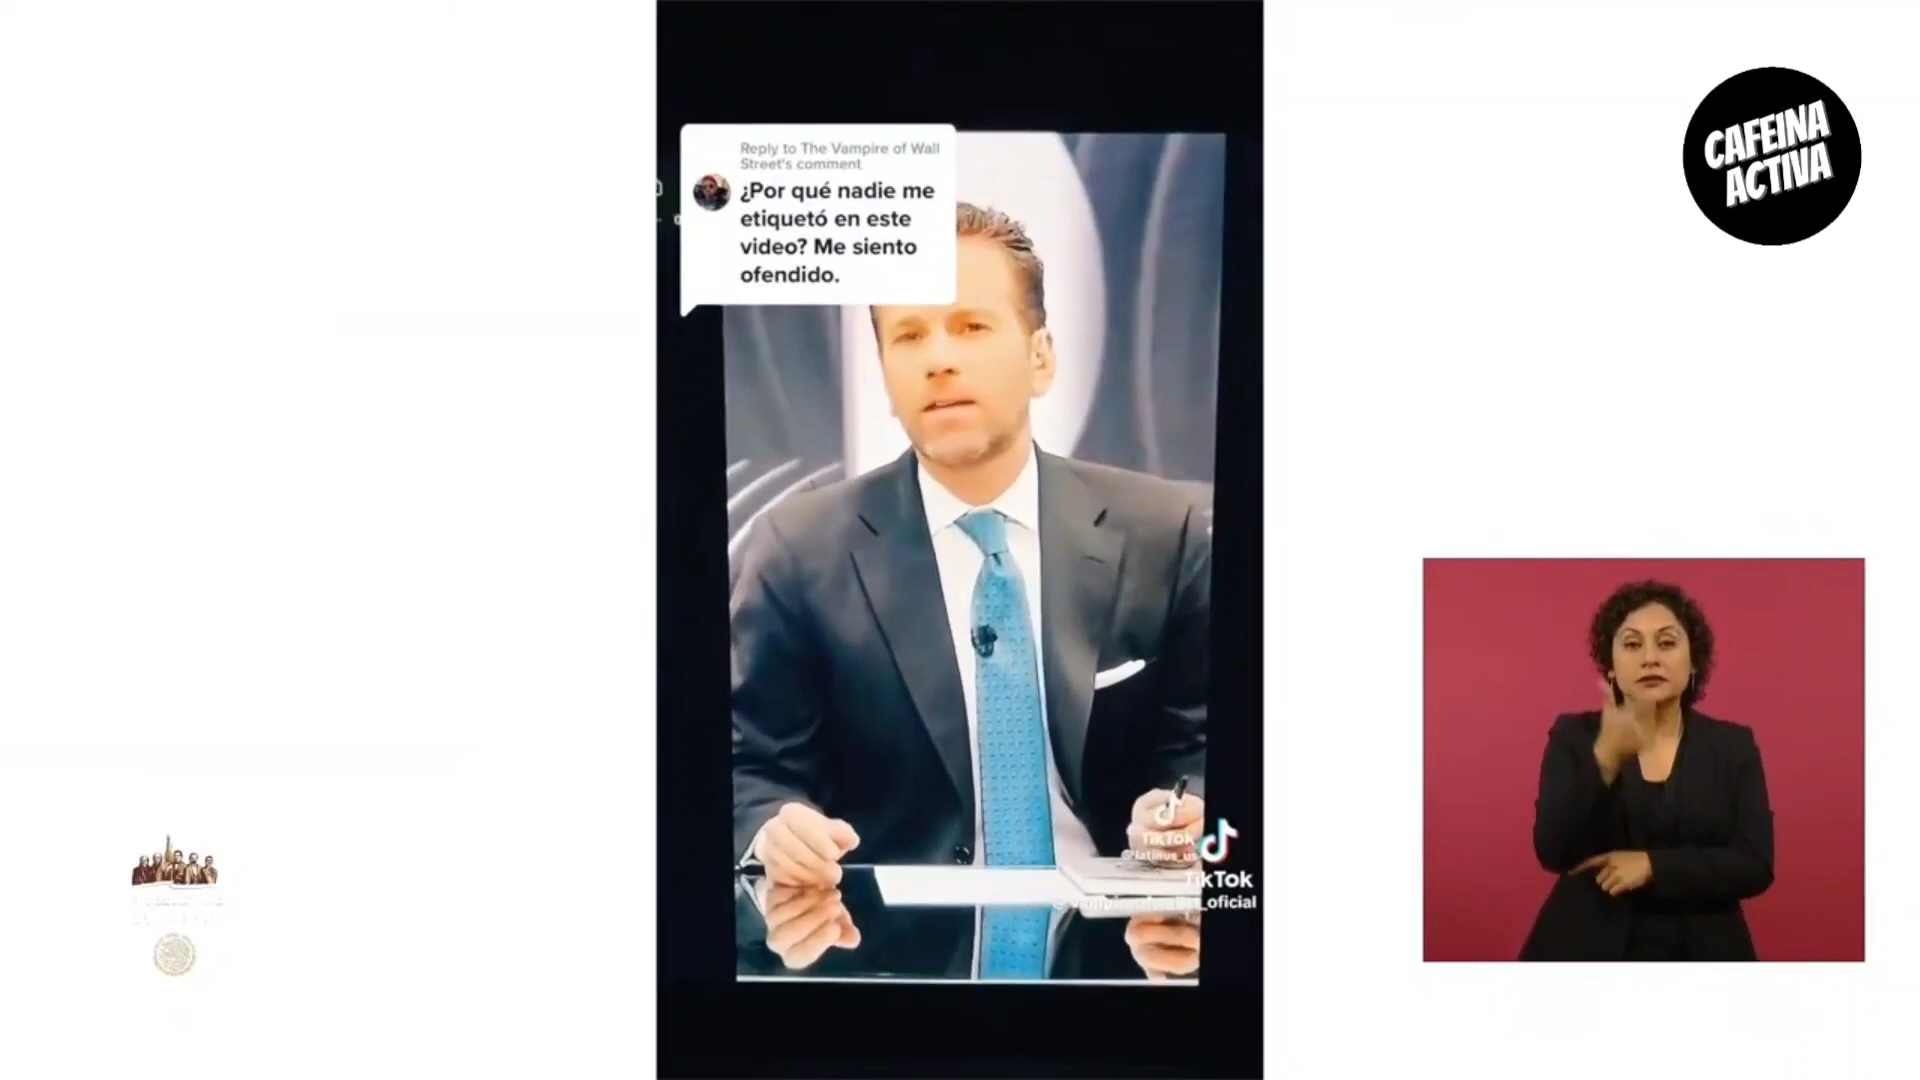 Reply to The Vampire of Wall
Street's comment
¿Por qué nadie me
etiquetó en este
video? Me siento
ofendido.
CAFEINA
ACTIVA
TikTok
@latinus_us
TikTok